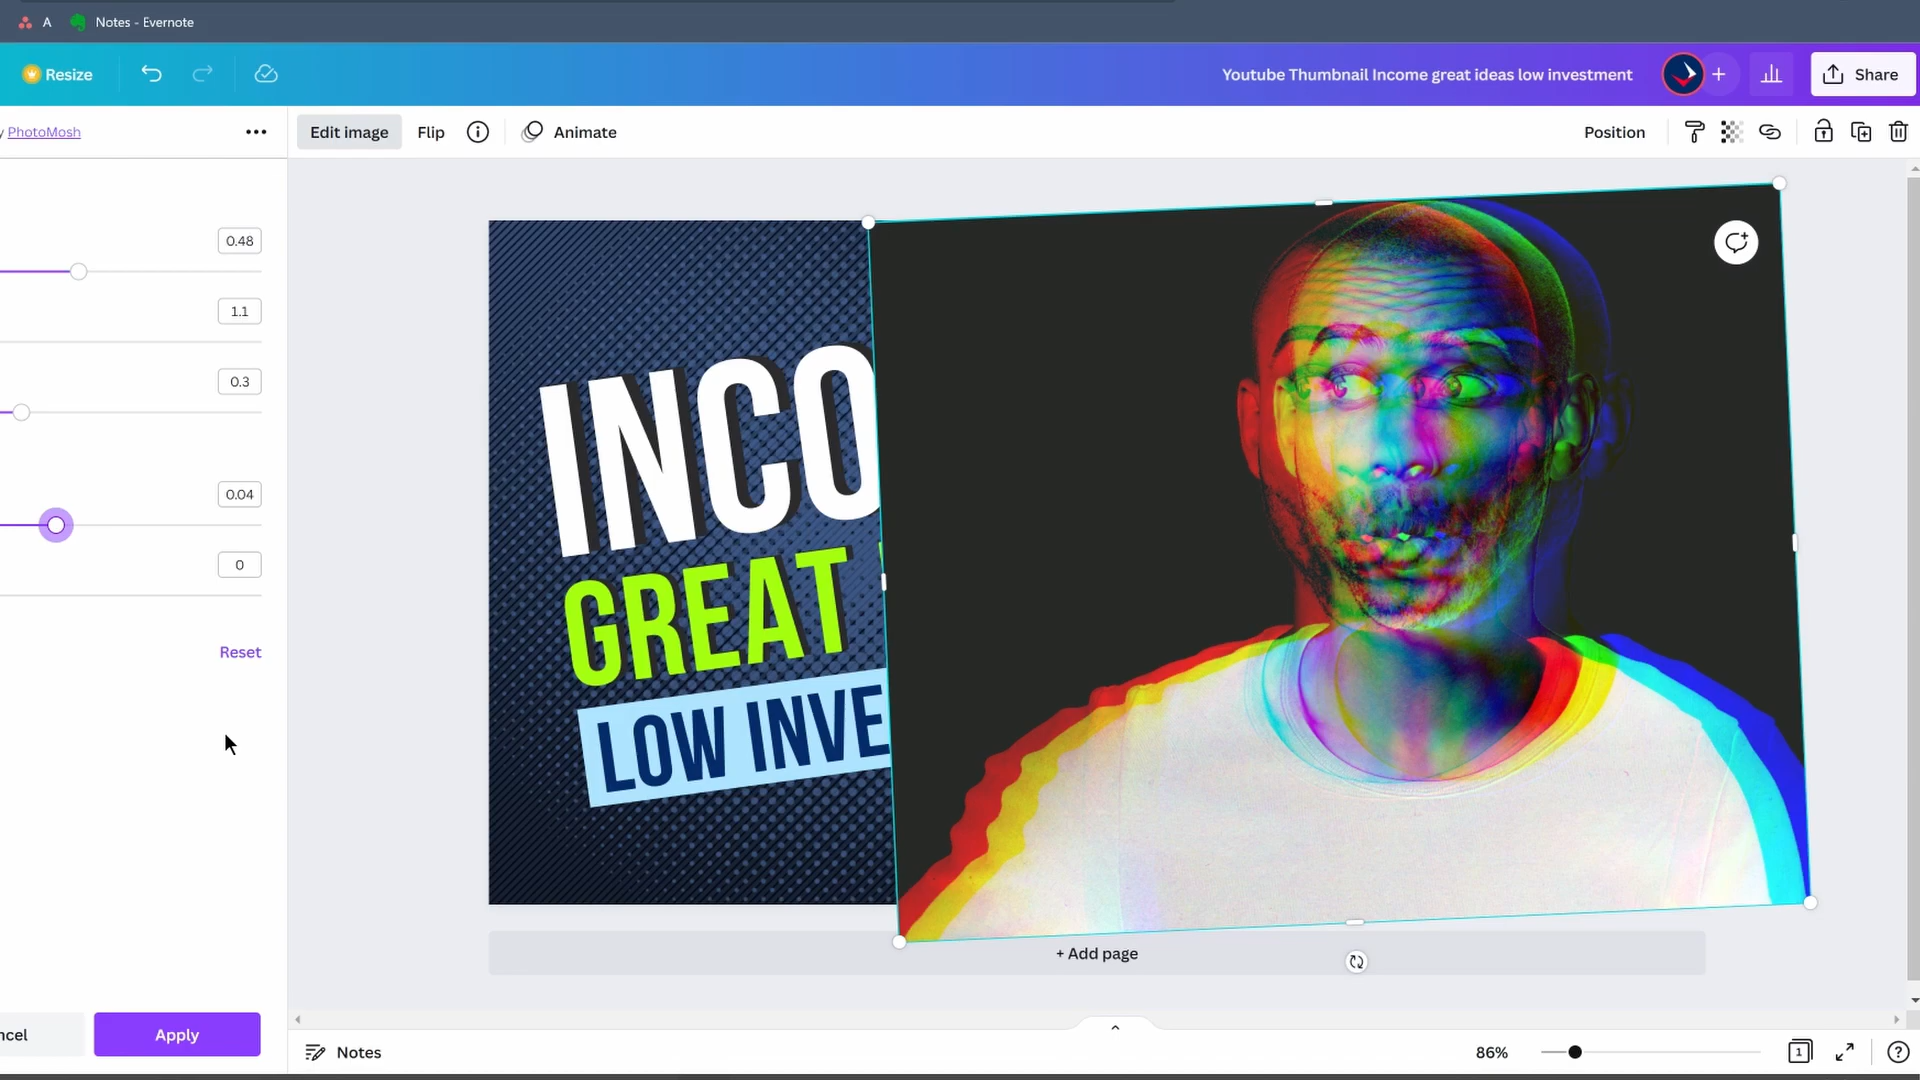 A Notes - Evernote
Resize
Youtube Thumbnail Income great ideas low investment
+
Share
y PhotoMosh
Edit image
Flip
Animate
Position
0.48
1.1
0.3
0.04
0
Reset
INCO
GREAT
LOW INVE
+ Add page
ncel
Apply
Notes
86%
1